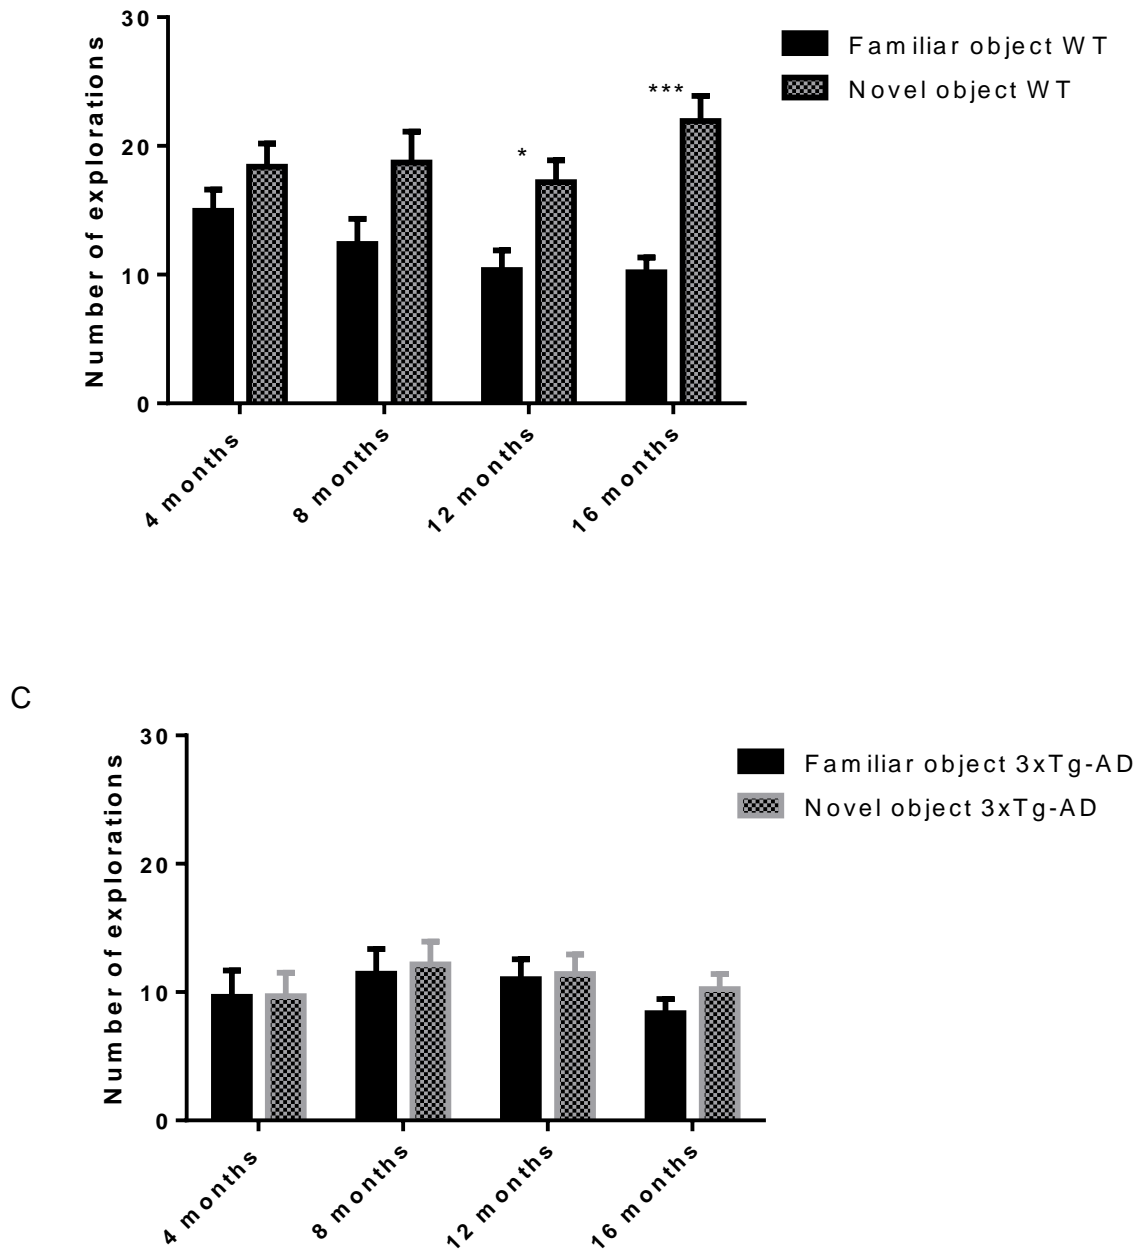 30
20
10
0
Number of explorations
Familiar object WT
Novel object WT
*
***
4 months
8 months
12 months
16 months
C
30
20
10
0
Number of explorations
Familiar object 3xTg-AD
Novel object 3xTg-AD
4 months
8 months
12 months
16 months